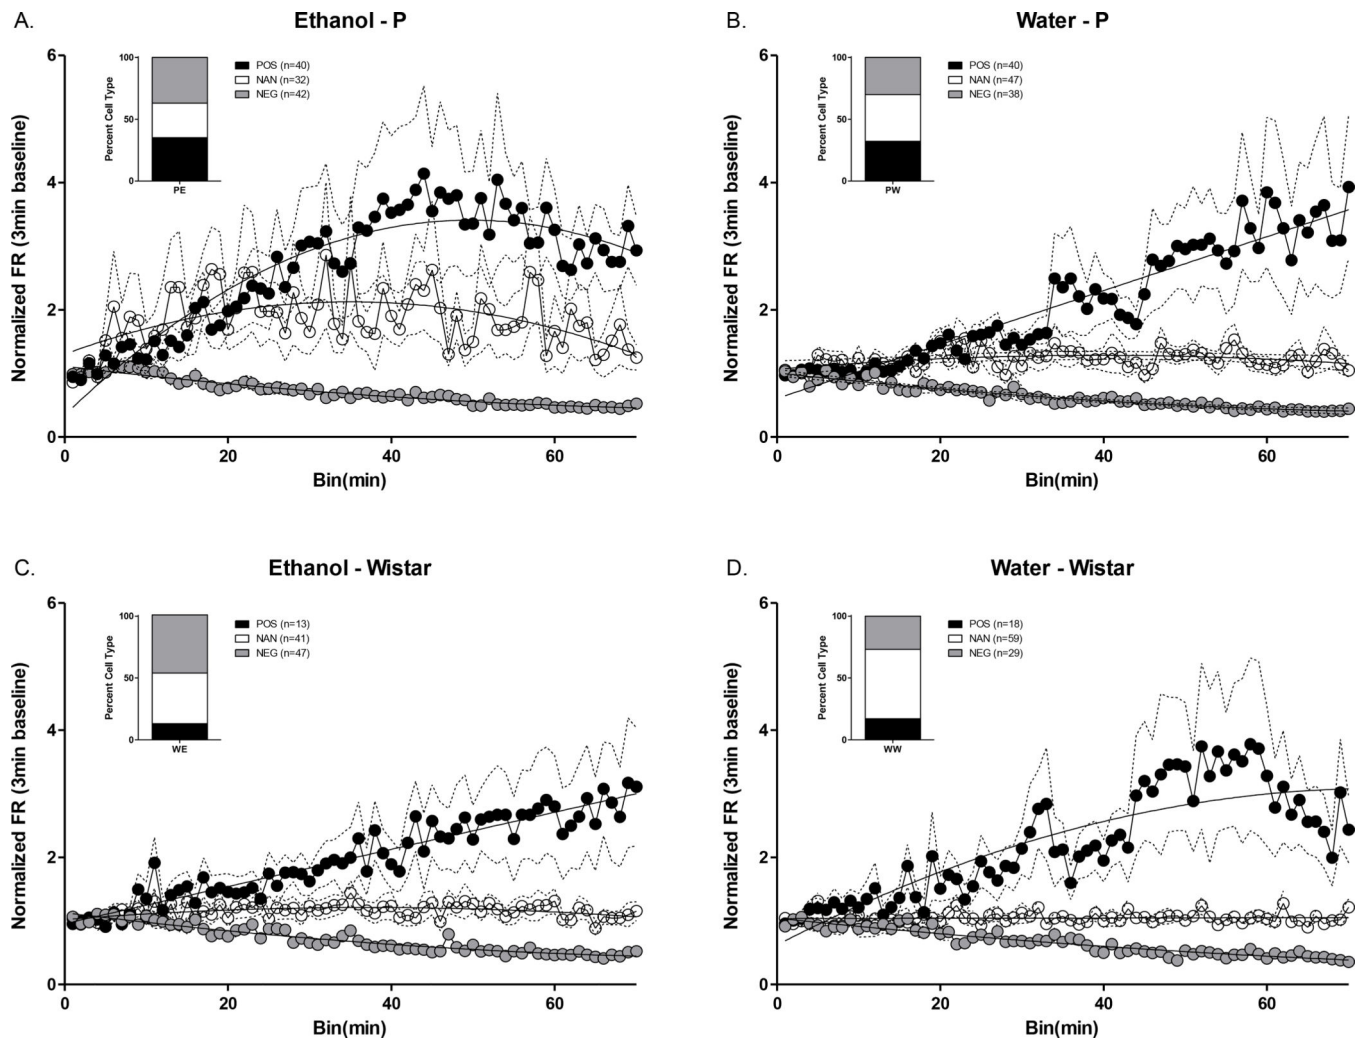 A.
Ethanol - P
Normalized FR (3min baseline)
6
4
2
0
0
20
40
60
Bin(min)
Percent Cell Type
100
50
0
PE
POS (n=40)
NAN (n=32)
NEG (n=42)
B.
Water - P
Normalized FR (3min baseline)
6
4
2
0
0
20
40
60
Bin(min)
Percent Cell Type
100
50
0
PW
POS (n=40)
NAN (n=47)
NEG (n=38)
C.
Ethanol - Wistar
Normalized FR (3min baseline)
6
4
2
0
0
20
40
60
Bin(min)
Percent Cell Type
100
50
0
WE
POS (n=13)
NAN (n=41)
NEG (n=47)
D.
Water - Wistar
Normalized FR (3min baseline)
6
4
2
0
0
20
40
60
Bin(min)
Percent Cell Type
100
50
0
WW
POS (n=18)
NAN (n=59)
NEG (n=29)